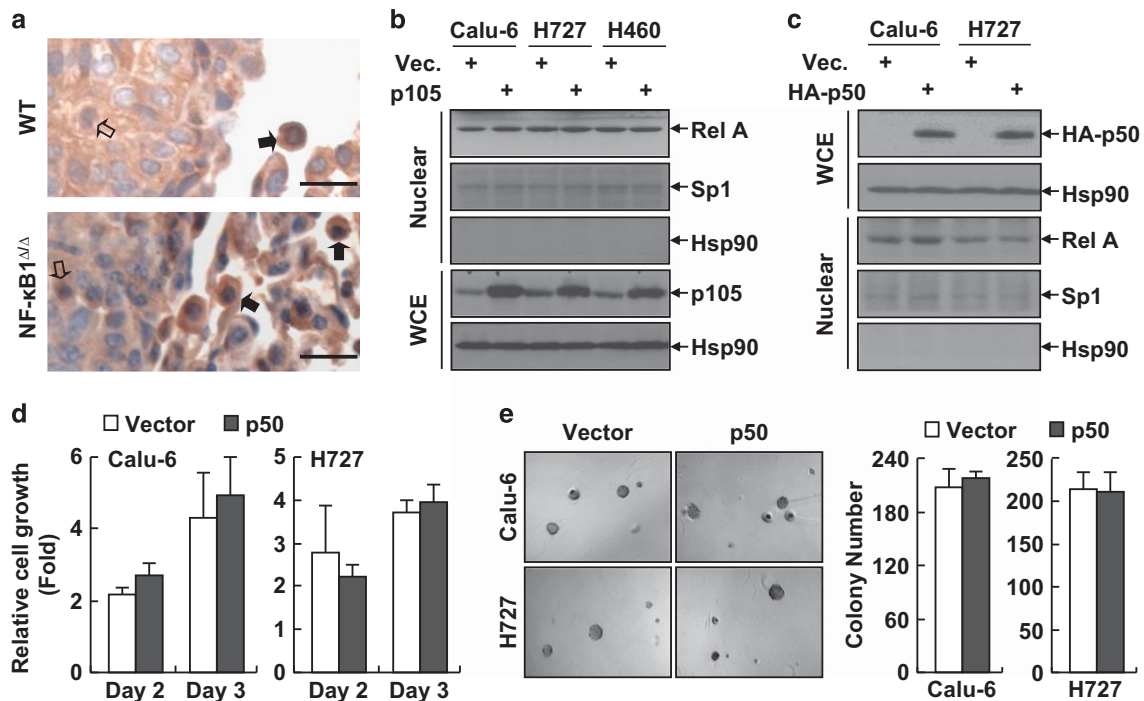 a
WT
NF-κB1Δ/Δ
b
Calu-6 H727 H460
Vec. + + +
p105 + + +
Nuclear
Rel A
Sp1
Hsp90
WCE
p105
Hsp90
c
Calu-6 H727
Vec. + +
HA-p50 + +
WCE
HA-p50
Hsp90
Nuclear
Rel A
Sp1
Hsp90
d
Vector p50
Relative cell growth
(Fold)
Calu-6
6
4
2
0
Day 2 Day 3
H727
5
4
3
2
1
0
Day 2 Day 3
e
Vector p50
Calu-6
H727
Vector p50
Colony Number
240
180
120
60
0
Calu-6
250
200
150
100
50
0
H727